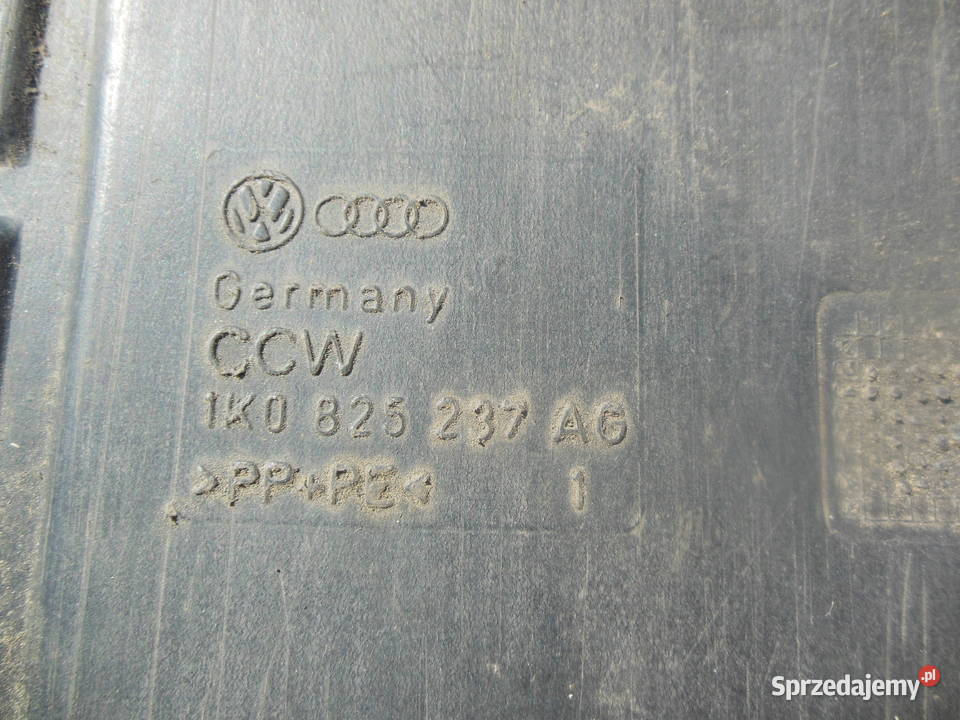 Germany
CCW
1K0 825 237 AG
>PP+PE< 1
Sprzedajemy.pl